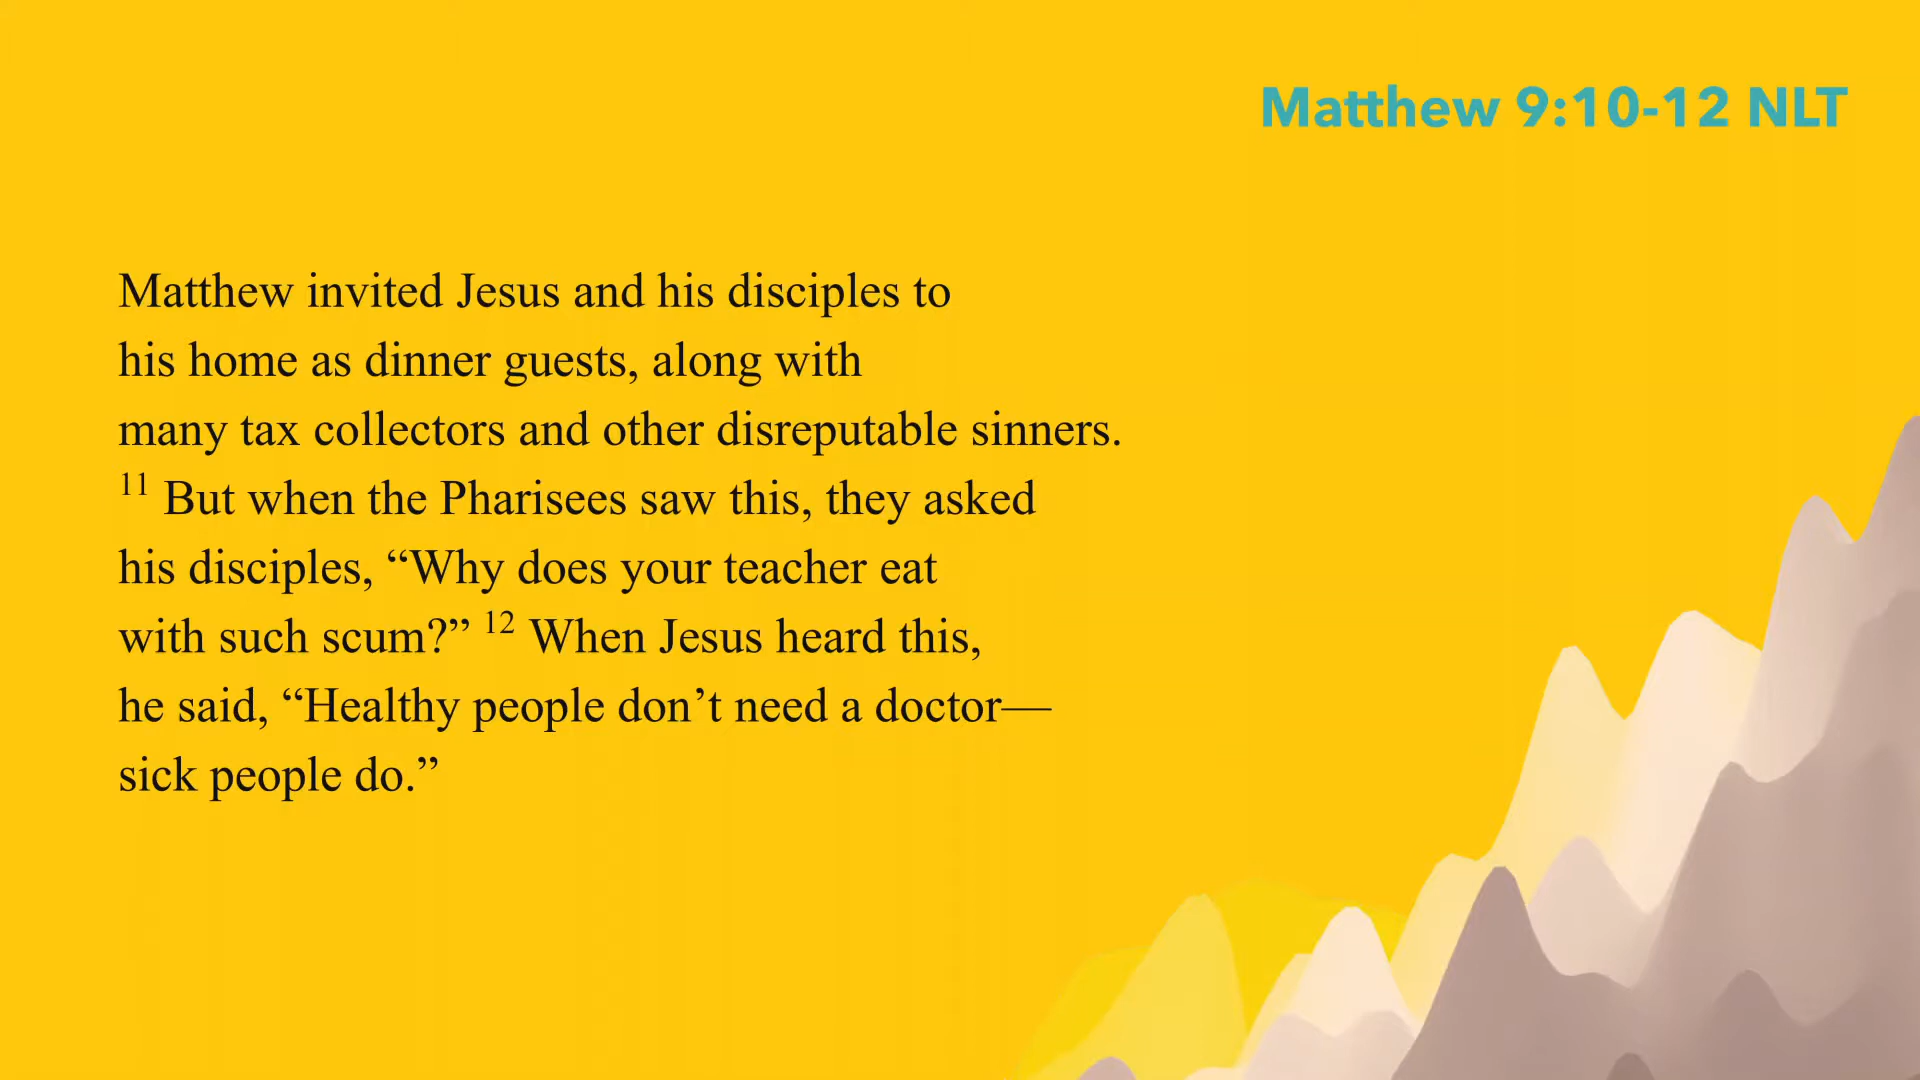 Matthew 9:10-12 NLT
Matthew invited Jesus and his disciples to
his home as dinner guests, along with
many tax collectors and other disreputable sinners.
11 But when the Pharisees saw this, they asked
his disciples, “Why does your teacher eat
with such scum?” 12 When Jesus heard this,
he said, “Healthy people don’t need a doctor—
sick people do.”